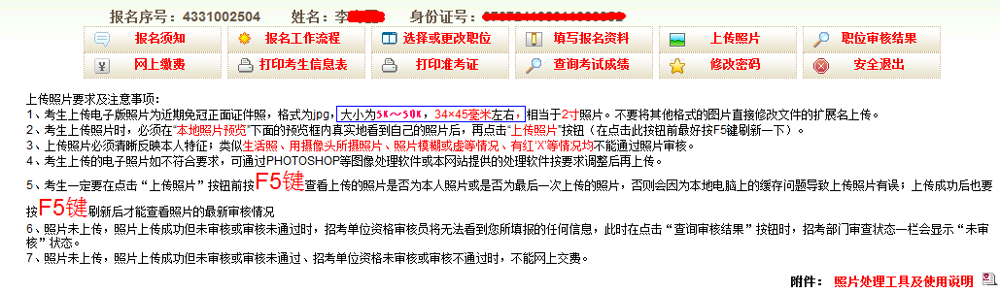 报名序号：4331002504 姓名：李 身份证号：
报名须知 报名工作流程 选择或更改职位 填写报名资料 上传照片 职位审核结果
网上缴费 打印考生信息表 打印准考证 查询考试成绩 修改密码 安全退出
上传照片要求及注意事项：
1、考生上传电子版照片为近期免冠正面证件照，格式为jpg，大小为5K～50K，34×45毫米左右，相当于2寸照片。不要将其他格式的图片直接修改文件的扩展名上传。
2、考生上传照片时，必须在“本地照片预览”下面的预览框内真实地看到自己的照片后，再点击“上传照片”按钮（在点击此按钮前最好按F5键刷新一下）。
3、上传照片必须清晰反映本人特征；类似生活照、用摄像头所摄照片、照片模糊或虚等情况、有红‘X’等情况均不能通过照片审核。
4、考生上传的电子照片如不符合要求，可通过PHOTOSHOP等图像处理软件或本网站提供的处理软件按要求调整后再上传。
5、考生一定要在点击“上传照片”按钮前按F5键查看上传的照片是否为本人照片或是否为最后一次上传的照片，否则会因为本地电脑上的缓存问题导致上传照片有误；上传成功后也要
按F5键刷新后才能查看照片的最新审核情况
6、照片未上传，照片上传成功但未审核或审核未通过时，招考单位资格审核员将无法看到您所填报的任何信息，此时在点击“查询审核结果”按钮时，招考部门审查状态一栏会显示“未审
核”状态。
7、照片未上传，照片上传成功但未审核或审核未通过、招考单位资格未审核或审核不通过时，不能网上交费。
附件： 照片处理工具及使用说明